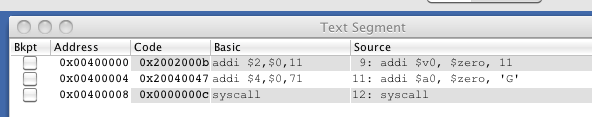 Text Segment
Bkpt Address Code Basic Source
0x00400000 0x2002000b addi $2,$0,11 9: addi $v0, $zero, 11
0x00400004 0x20040047 addi $4,$0,71 11: addi $a0, $zero, 'G'
0x00400008 0x0000000c syscall 12: syscall